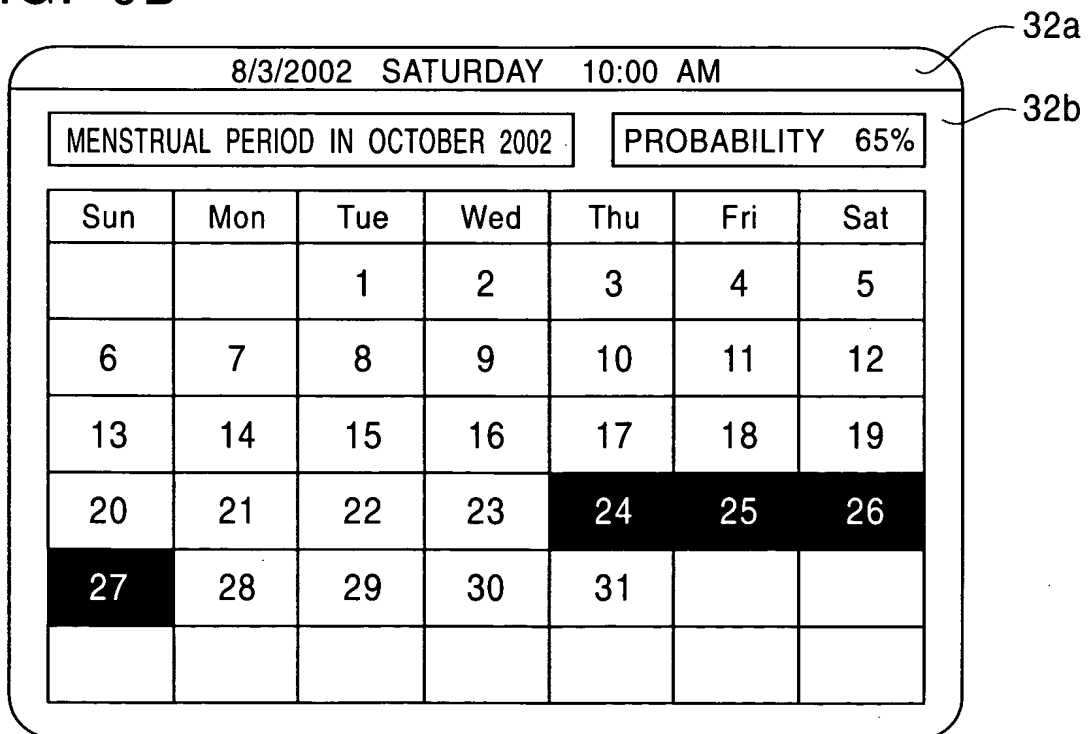 32a
8/3/2002 SATURDAY 10:00 AM
32b
MENSTRUAL PERIOD IN OCTOBER 2002 PROBABILITY 65%
Sun Mon Tue Wed Thu Fri Sat
1 2 3 4 5
6 7 8 9 10 11 12
13 14 15 16 17 18 19
20 21 22 23 24 25 26
27 28 29 30 31